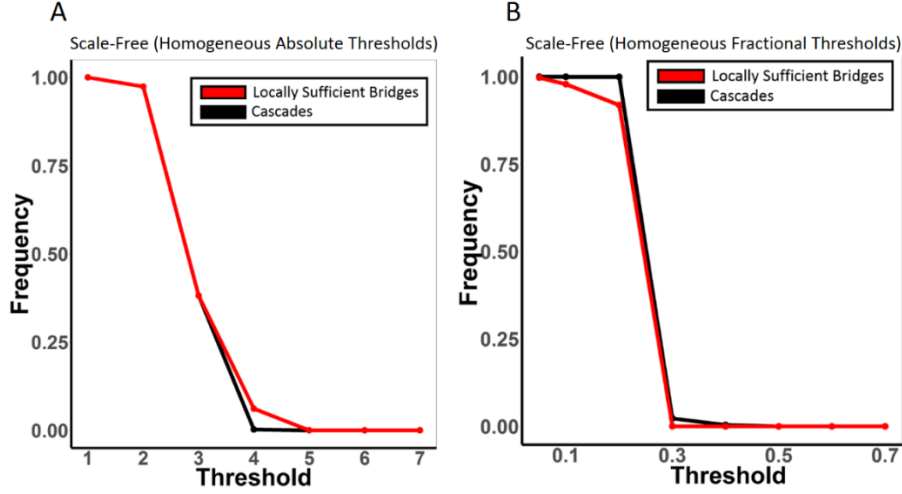 A
Scale-Free (Homogeneous Absolute Thresholds)
Locally Sufficient Bridges
Cascades
Frequency
1.00
0.75
0.50
0.25
0.00
1 2 3 4 5 6 7
Threshold
B
Scale-Free (Homogeneous Fractional Thresholds)
Locally Sufficient Bridges
Cascades
Frequency
1.00
0.75
0.50
0.25
0.00
0.1 0.3 0.5 0.7
Threshold